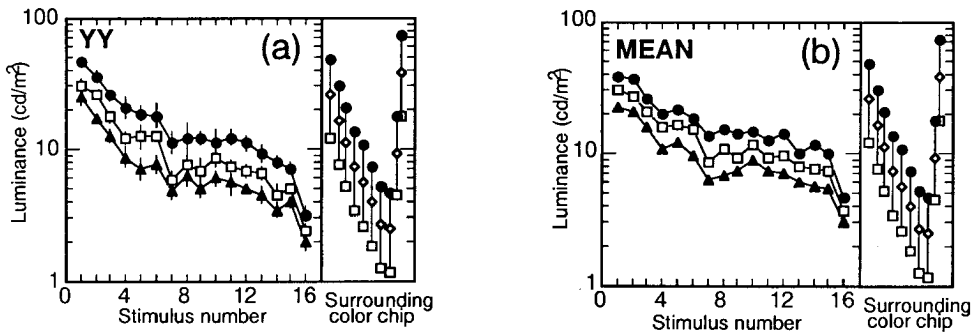 100
YY
(a)
Luminance (cd/m²)
10
1
0 4 8 12 16
Stimulus number
Surrounding
color chip
100
MEAN
(b)
Luminance (cd/m²)
10
1
0 4 8 12 16
Stimulus number
Surrounding
color chip